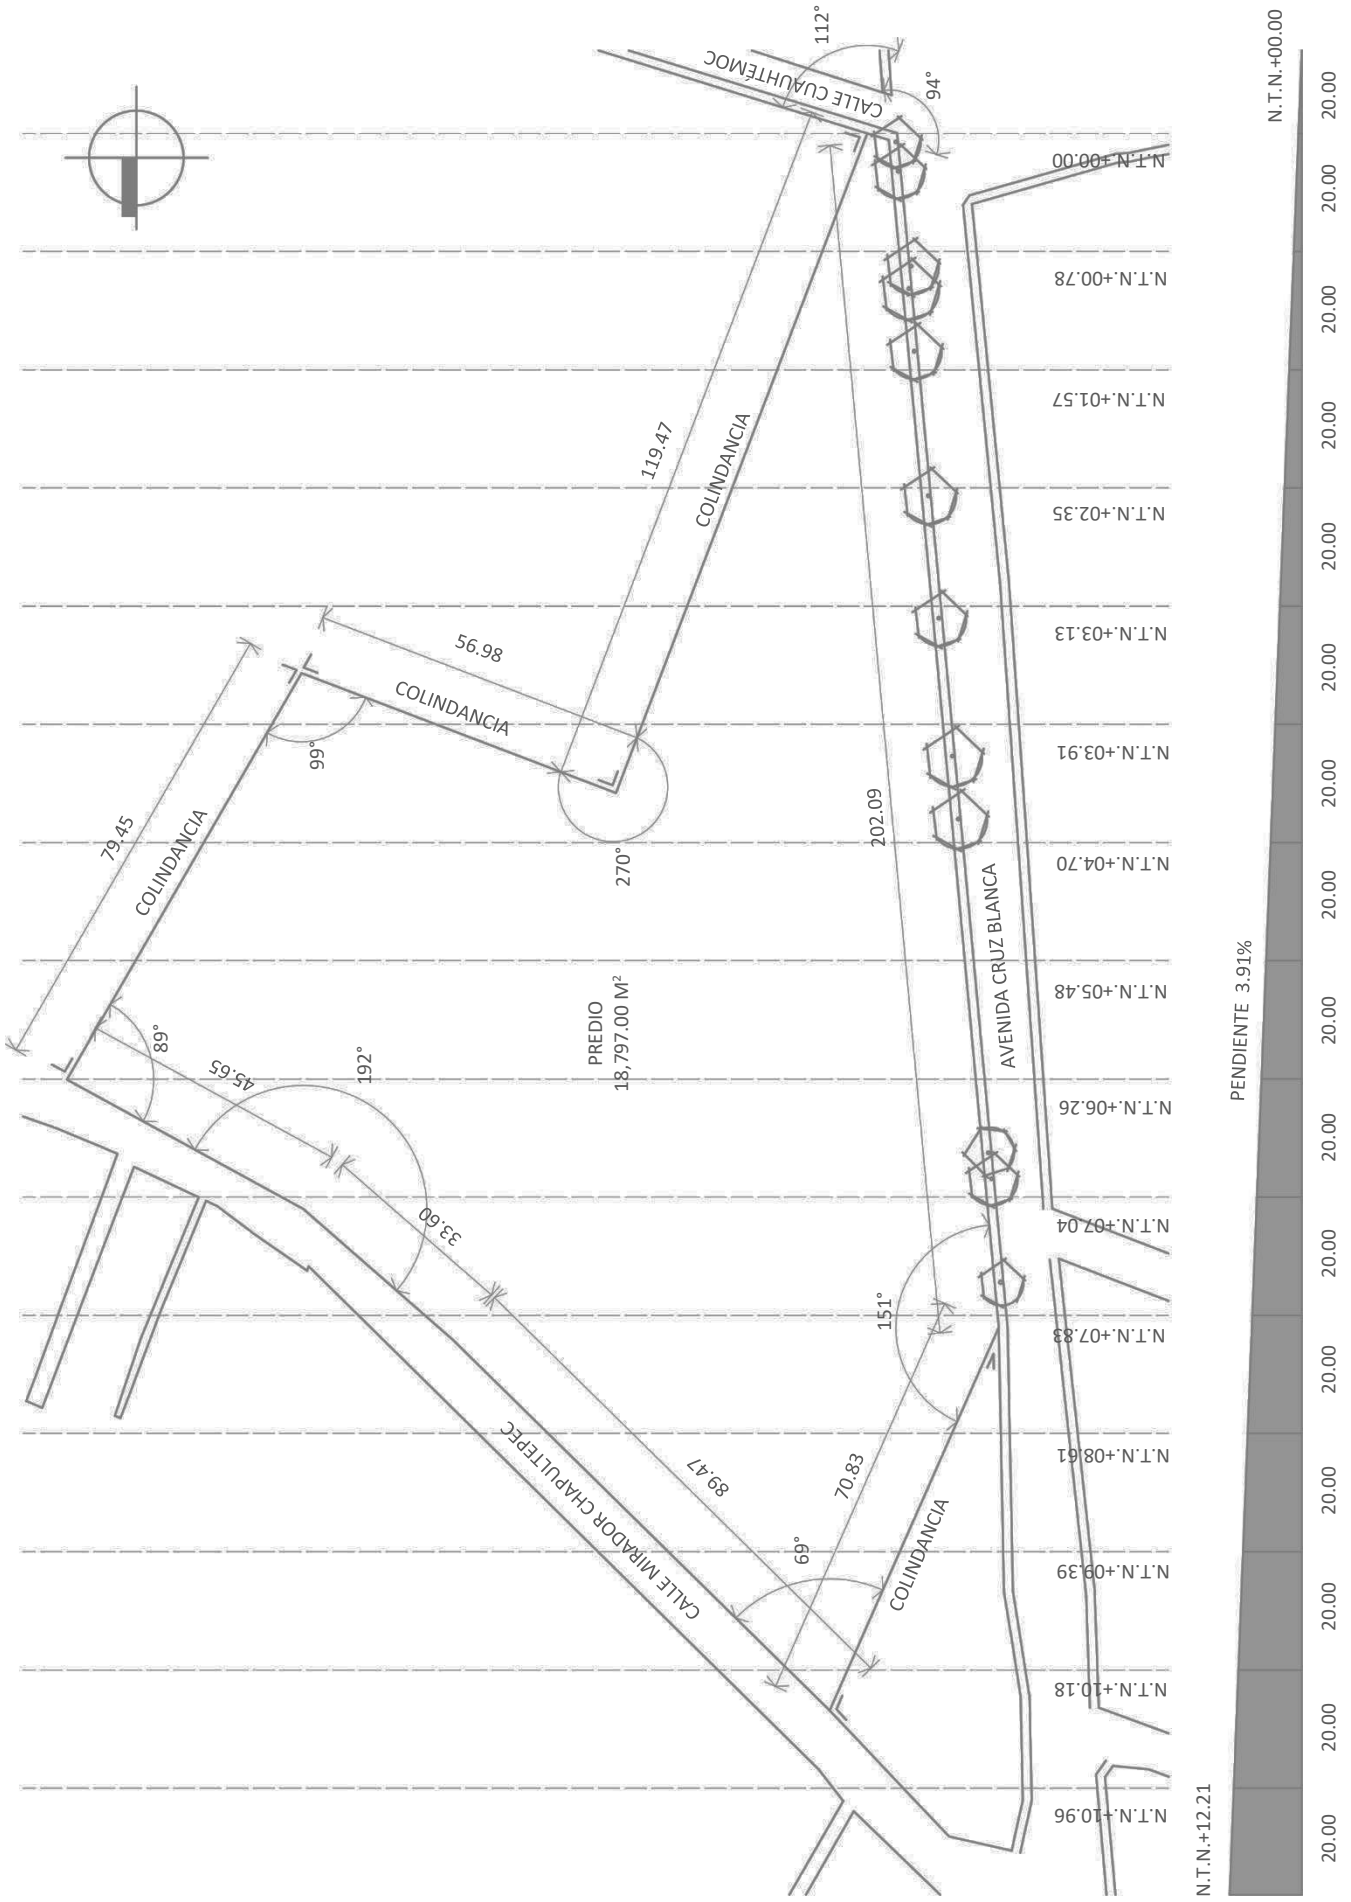 N.T.N.+00.00
112°
CALLE CUAUHTÉMOC
94°
20.00
N.T.N.+00.00
20.00
N.T.N.+00.78
20.00
N.T.N.+01.57
119.47
COLINDANCIA
20.00
N.T.N.+02.35
20.00
N.T.N.+03.13
56.98
COLINDANCIA
20.00
99°
N.T.N.+03.91
79.45
COLINDANCIA
202.09
20.00
270°
N.T.N.+04.70
20.00
AVENIDA CRUZ BLANCA
PREDIO
18,797.00 M²
N.T.N.+05.48
PENDIENTE 3.91%
20.00
89°
45.65
192°
N.T.N.+06.26
20.00
33.60
N.T.N.+07.04
20.00
151°
N.T.N.+07.83
20.00
CALLE MIRADOR CHAPULTEPEC
89.47
70.83
N.T.N.+08.61
20.00
69°
COLINDANCIA
N.T.N.+09.39
20.00
N.T.N.+10.18
20.00
N.T.N.+10.96
N.T.N.+12.21
20.00